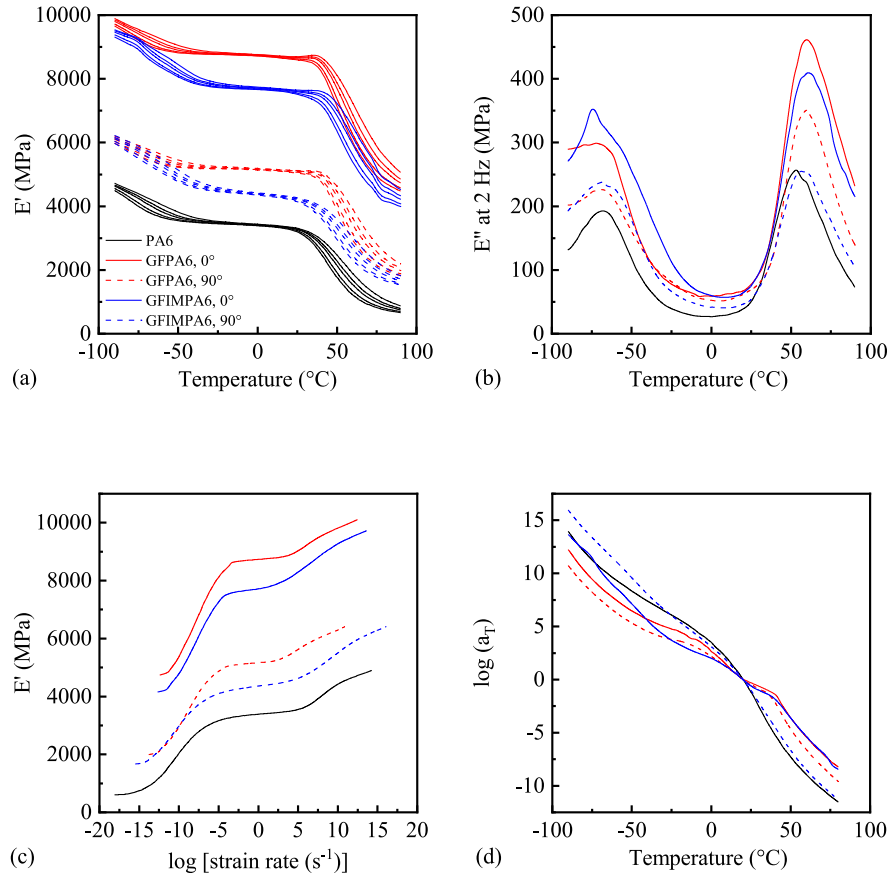 10000
8000
6000
4000
2000
0
E' (MPa)
PA6
GFPA6, 0°
GFPA6, 90°
GFIMPA6, 0°
GFIMPA6, 90°
-100
-50
0
50
100
Temperature (°C)
(a)
500
400
300
200
100
0
E'' at 2 Hz (MPa)
-100
-50
0
50
100
Temperature (°C)
(b)
10000
8000
6000
4000
2000
0
E' (MPa)
-20
-15
-10
-5
0
5
10
15
20
log [strain rate (s⁻¹)]
(c)
15
10
5
0
-5
-10
log (a_T)
-100
-50
0
50
100
Temperature (°C)
(d)